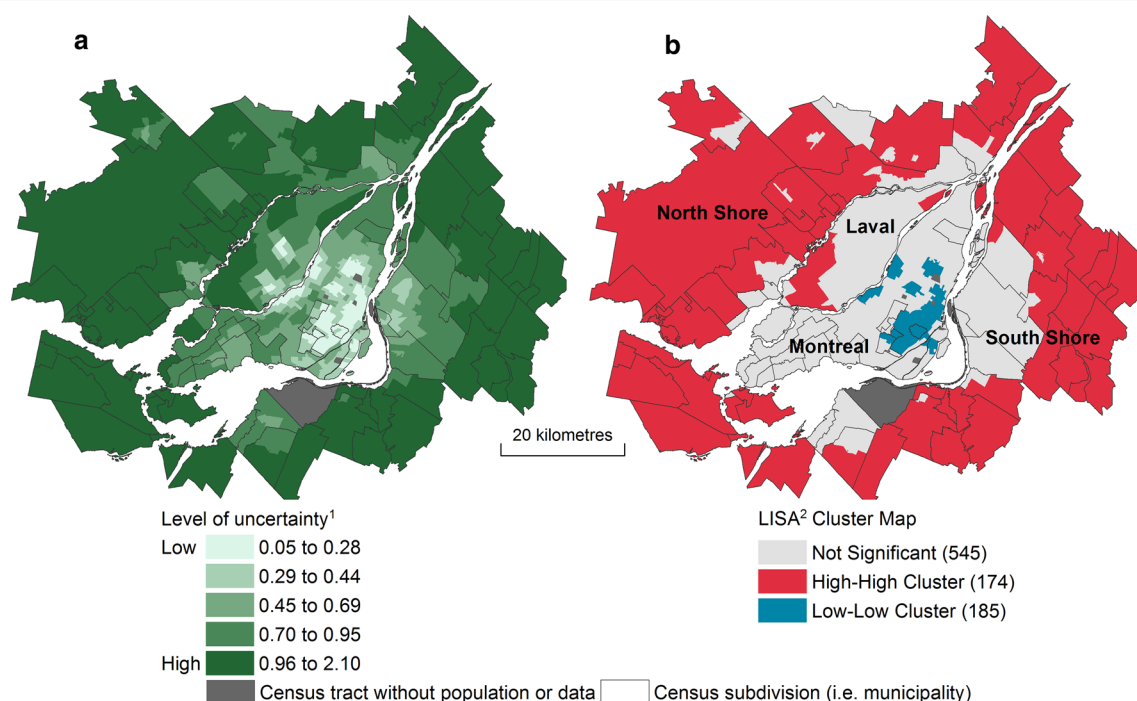 a
b
North Shore
Laval
Montreal
South Shore
20 kilometres
Level of uncertainty¹
Low 0.05 to 0.28
0.29 to 0.44
0.45 to 0.69
0.70 to 0.95
High 0.96 to 2.10
LISA² Cluster Map
Not Significant (545)
High-High Cluster (174)
Low-Low Cluster (185)
Census tract without population or data
Census subdivision (i.e. municipality)